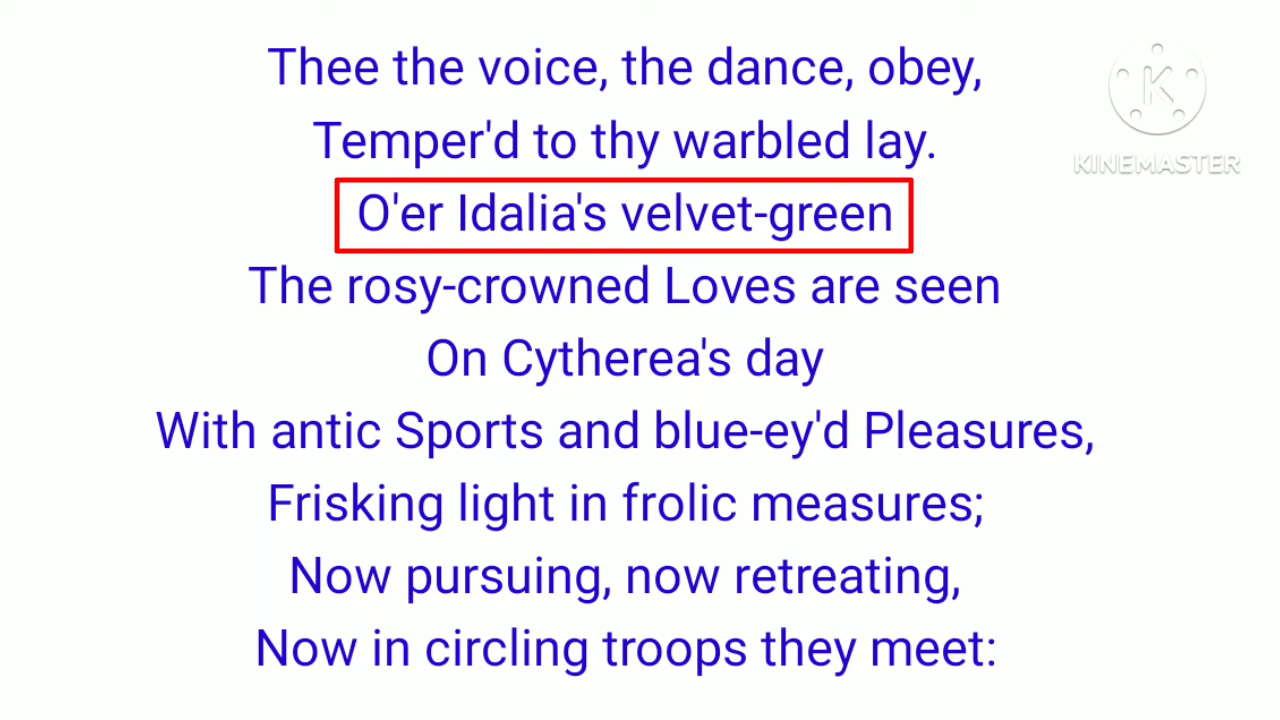 Thee the voice, the dance, obey,
Temper'd to thy warbled lay.
O'er Idalia's velvet-green
The rosy-crowned Loves are seen
On Cytherea's day
With antic Sports and blue-ey'd Pleasures,
Frisking light in frolic measures;
Now pursuing, now retreating,
Now in circling troops they meet:
K
KINEMASTER